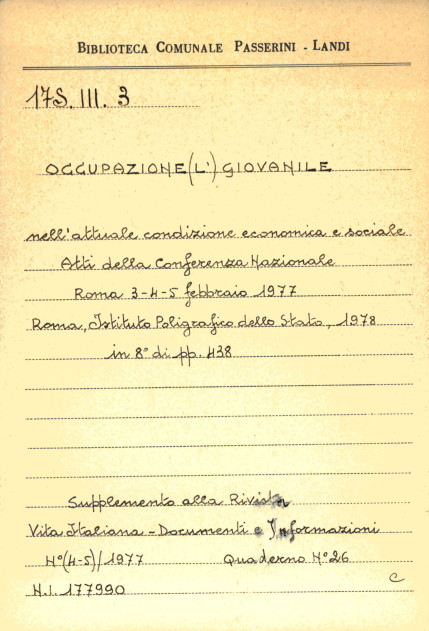 BIBLIOTECA COMUNALE PASSERINI - LANDI
17S. III. 3
OCCUPAZIONE (L') GIOVANILE
nell'attuale condizione economica e sociale
Atti della Conferenza Nazionale
Roma 3-4-5 febbraio 1977
Roma, Istituto Poligrafico dello Stato, 1978
in 8° di pp. 438
Supplemento alla Rivista
Vita Italiana - Documenti e Informazioni
N°(4-5)/1977 Quaderno N°26
N.I. 177990 C